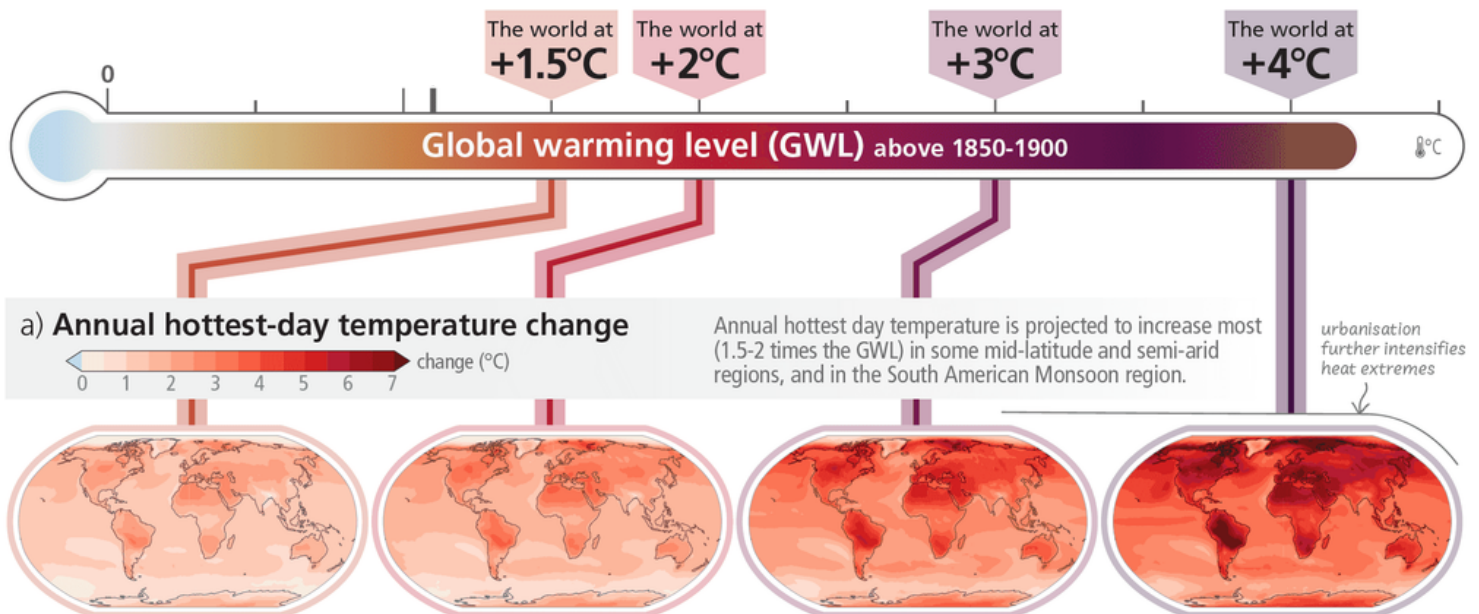 The world at
+1.5°C
The world at
+2°C
The world at
+3°C
The world at
+4°C
0
Global warming level (GWL) above 1850-1900
°C
a) Annual hottest-day temperature change
change (°C)
0 1 2 3 4 5 6 7
Annual hottest day temperature is projected to increase most
(1.5-2 times the GWL) in some mid-latitude and semi-arid
regions, and in the South American Monsoon region.
urbanisation
further intensifies
heat extremes